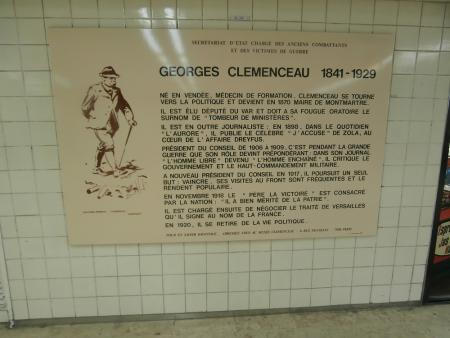 SECRETARIAT D'ETAT CHARGE DES ANCIENS COMBATTANTS
ET DES VICTIMES DE GUERRE
GEORGES CLEMENCEAU 1841-1929
NÉ EN VENDÉE, MÉDECIN DE FORMATION, CLEMENCEAU SE TOURNE
VERS LA POLITIQUE ET DEVIENT EN 1870 MAIRE DE MONTMARTRE.
IL EST ÉLU DÉPUTÉ DU VAR ET DOIT A SA FOUGUE ORATOIRE LE
SURNOM DE "TOMBEUR DE MINISTÈRES".
IL EST EN OUTRE JOURNALISTE : EN 1898, DANS LE QUOTIDIEN
"L'AURORE", IL PUBLIE LE CÉLÈBRE "J'ACCUSE" DE ZOLA, AU
CŒUR DE L'AFFAIRE DREYFUS.
PRÉSIDENT DU CONSEIL DE 1906 A 1909, C'EST PENDANT LA GRANDE
GUERRE QUE SON RÔLE DEVINT PRÉPONDÉRANT : DANS SON JOURNAL
"L'HOMME LIBRE" DEVENU "L'HOMME ENCHAÎNÉ", IL CRITIQUE LE
GOUVERNEMENT ET LE HAUT-COMMANDEMENT MILITAIRE.
A NOUVEAU PRÉSIDENT DU CONSEIL EN 1917, IL POURSUIT UN SEUL
BUT : VAINCRE. SES VISITES AU FRONT SONT FRÉQUENTES ET LE
RENDENT POPULAIRE.
EN NOVEMBRE 1918 LE "PÈRE LA VICTOIRE" EST CONSACRÉ
PAR LA NATION : "IL A BIEN MÉRITÉ DE LA PATRIE".
IL EST CHARGÉ ENSUITE DE NÉGOCIER LE TRAITÉ DE VERSAILLES
QU'IL SIGNE AU NOM DE LA FRANCE.
EN 1920, IL SE RETIRE DE LA VIE POLITIQUE.